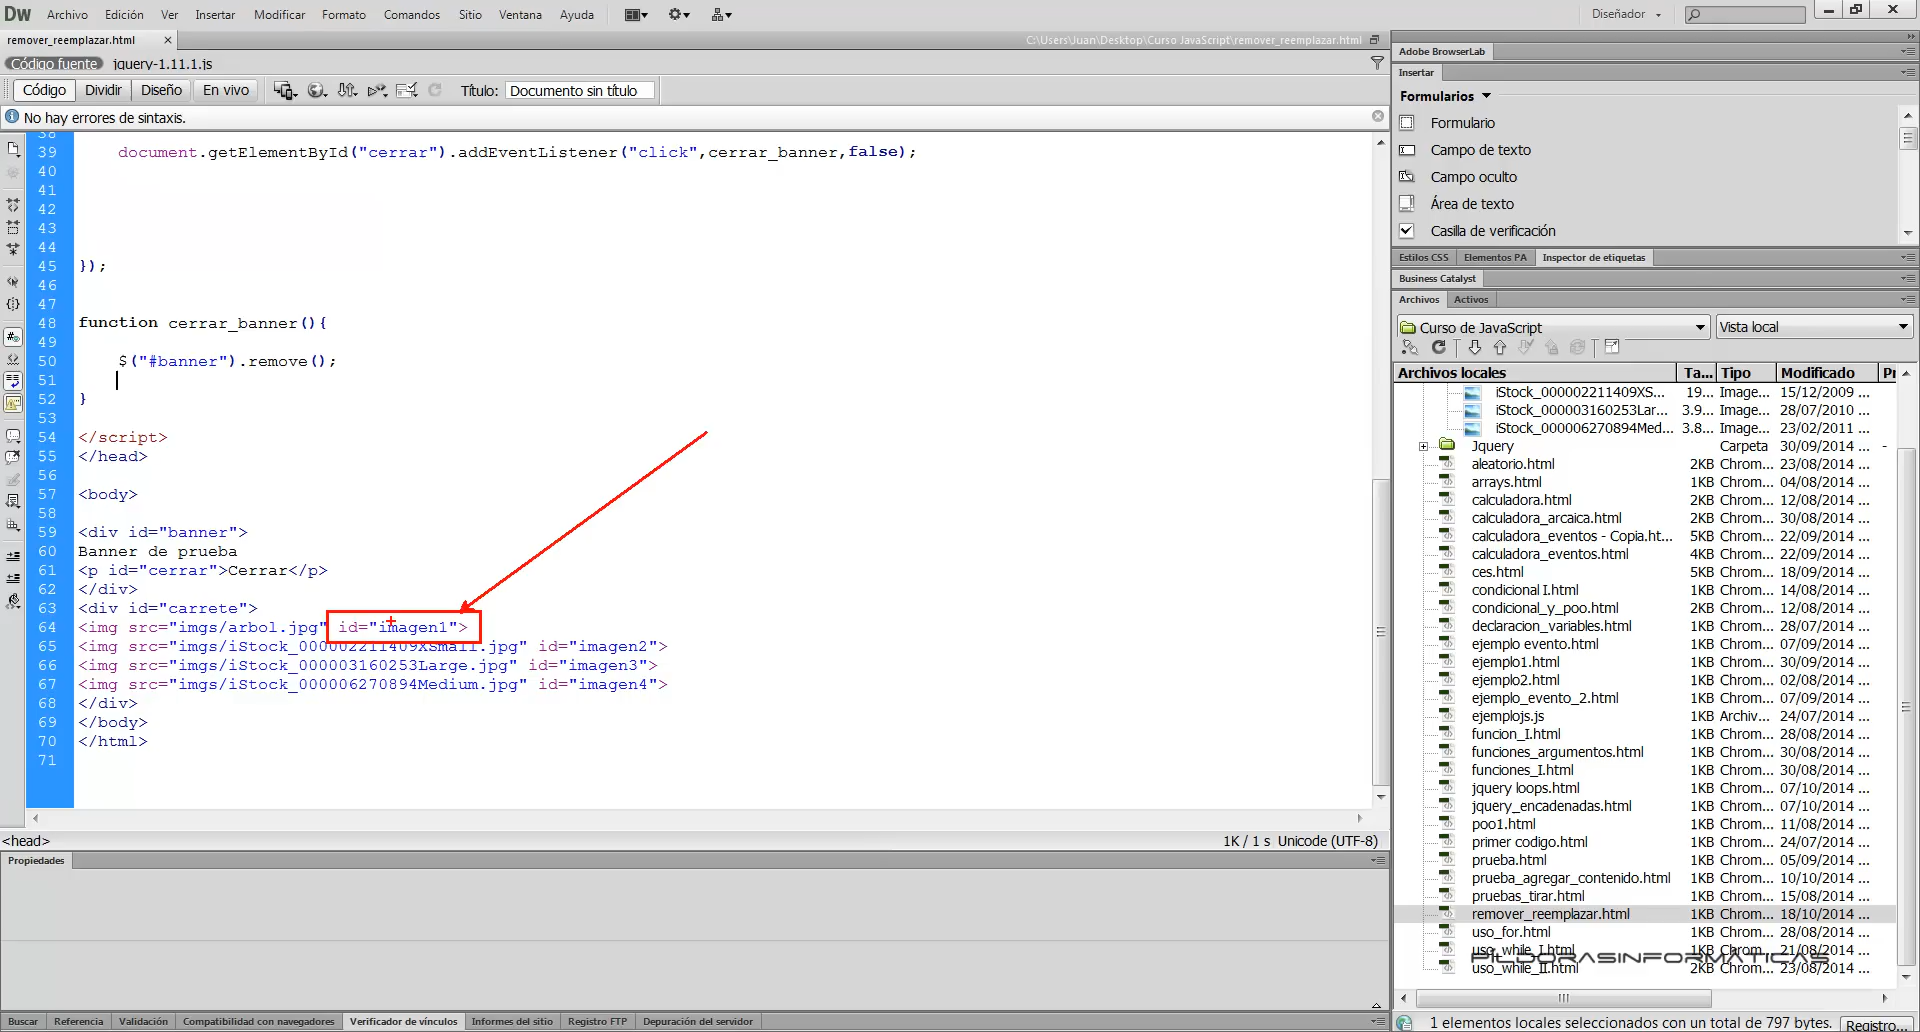 Dw Archivo Edición Ver Insertar Modificar Formato Comandos Sitio Ventana Ayuda Diseñador
remover_reemplazar.html × C:\Users\Juan\Desktop\Curso JavaScript\remover_reemplazar.html
Código fuente jquery-1.11.1.js
Código Dividir Diseño En vivo Título: Documento sin título
No hay errores de sintaxis.
38
39 document.getElementById("cerrar").addEventListener("click",cerrar_banner,false);
40
41
42
43
44
45 });
46
47
48 function cerrar_banner(){
49
50 $("#banner").remove();
51
52 }
53
54 </script>
55 </head>
56
57 <body>
58
59 <div id="banner">
60 Banner de prueba
61 <p id="cerrar">Cerrar</p>
62 </div>
63 <div id="carrete">
64 <img src="imgs/arbol.jpg" id="imagen1">
65 <img src="imgs/iStock_000002211409XSmall.jpg" id="imagen2">
66 <img src="imgs/iStock_000003160253Large.jpg" id="imagen3">
67 <img src="imgs/iStock_000006270894Medium.jpg" id="imagen4">
68 </div>
69 </body>
70 </html>
71
<head> 1K / 1 s Unicode (UTF-8)
Propiedades
Buscar Referencia Validación Compatibilidad con navegadores Verificador de vínculos Informes del sitio Registro FTP Depuración del servidor
Adobe BrowserLab
Insertar
Formularios
Formulario
Campo de texto
Campo oculto
Área de texto
Casilla de verificación
Estilos CSS Elementos PA Inspector de etiquetas
Business Catalyst
Archivos Activos
Curso de JavaScript Vista local
Archivos locales Ta... Tipo Modificado Pr
iStock_000002211409XS... 19... Image... 15/12/2009 ...
iStock_000003160253Lar... 3.9... Image... 28/07/2010 ...
iStock_000006270894Med... 3.8... Image... 23/02/2011 ...
Jquery Carpeta 30/09/2014 ... -
aleatorio.html 2KB Chrom... 23/08/2014 ...
arrays.html 1KB Chrom... 04/08/2014 ...
calculadora.html 2KB Chrom... 12/08/2014 ...
calculadora_arcaica.html 2KB Chrom... 30/08/2014 ...
calculadora_eventos - Copia.ht... 5KB Chrom... 22/09/2014 ...
calculadora_eventos.html 4KB Chrom... 22/09/2014 ...
ces.html 5KB Chrom... 18/09/2014 ...
condicional I.html 1KB Chrom... 14/08/2014 ...
condicional_y_poo.html 2KB Chrom... 12/08/2014 ...
declaracion_variables.html 1KB Chrom... 28/08/2014 ...
ejemplo evento.html 1KB Chrom... 07/09/2014 ...
ejemplo1.html 1KB Chrom... 30/08/2014 ...
ejemplo2.html 1KB Chrom... 02/08/2014 ...
ejemplo_evento_2.html 1KB Chrom... 07/09/2014 ...
ejemplojs.js 1KB Archiv... 24/07/2014 ...
funcion_I.html 1KB Chrom... 28/08/2014 ...
funciones_argumentos.html 1KB Chrom... 30/08/2014 ...
funciones_I.html 1KB Chrom... 30/08/2014 ...
jquery loops.html 1KB Chrom... 07/10/2014 ...
jquery_encadenadas.html 1KB Chrom... 07/10/2014 ...
poo1.html 1KB Chrom... 11/08/2014 ...
primer codigo.html 1KB Chrom... 24/07/2014 ...
prueba.html 1KB Chrom... 05/09/2014 ...
prueba_agregar_contenido.html 1KB Chrom... 10/10/2014 ...
pruebas_tirar.html 1KB Chrom... 15/08/2014 ...
remover_reemplazar.html 1KB Chrom... 18/10/2014 ...
uso_for.html 1KB Chrom... 28/08/2014 ...
uso_while_I.html 1KB Chrom... 21/08/2014 ...
PILDORASINFORMATICAS
uso_while_II.html 2KB Chrom... 23/08/2014 ...
1 elementos locales seleccionados con un total de 797 bytes. Registro...